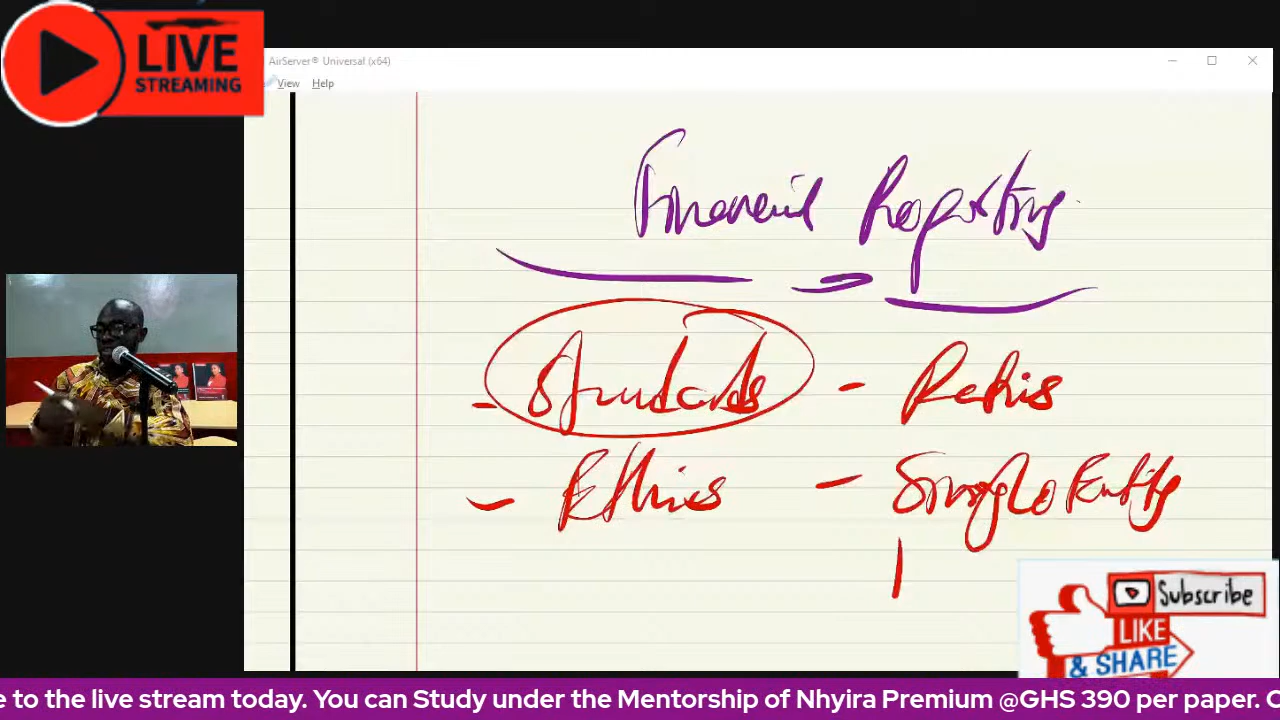 LIVE
STREAMING
AirServer® Universal (x64)
View Help
Financial Reporting
- Standards - Ratios
- Ethics - Single Entity
Subscribe
LIKE
& SHARE
e to the live stream today. You can Study under the Mentorship of Nhyira Premium @GHS 390 per paper. C